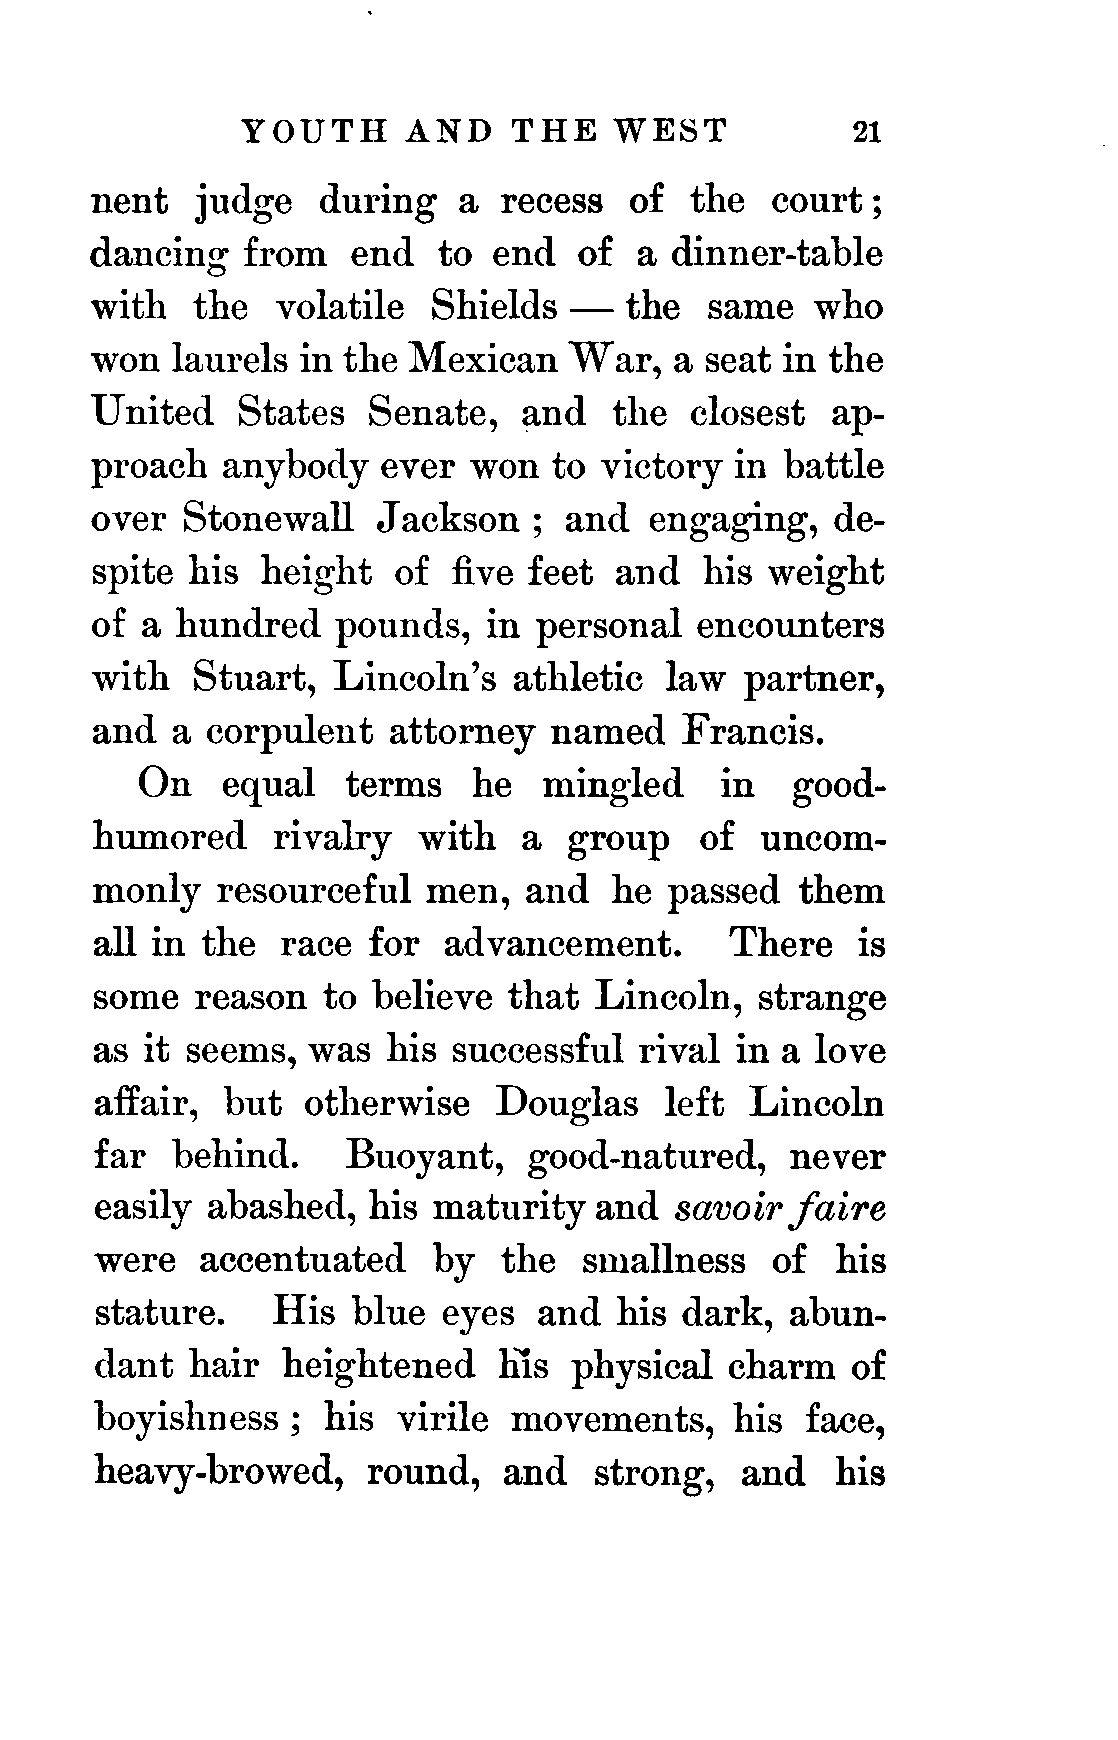 YOUTH AND THE WEST 21
nent judge during a recess of the court;
dancing from end to end of a dinner-table
with the volatile Shields — the same who
won laurels in the Mexican War, a seat in the
United States Senate, and the closest ap-
proach anybody ever won to victory in battle
over Stonewall Jackson ; and engaging, de-
spite his height of five feet and his weight
of a hundred pounds, in personal encounters
with Stuart, Lincoln's athletic law partner,
and a corpulent attorney named Francis.
On equal terms he mingled in good-
humored rivalry with a group of uncom-
monly resourceful men, and he passed them
all in the race for advancement. There is
some reason to believe that Lincoln, strange
as it seems, was his successful rival in a love
affair, but otherwise Douglas left Lincoln
far behind. Buoyant, good-natured, never
easily abashed, his maturity and savoir faire
were accentuated by the smallness of his
stature. His blue eyes and his dark, abun-
dant hair heightened his physical charm of
boyishness ; his virile movements, his face,
heavy-browed, round, and strong, and his